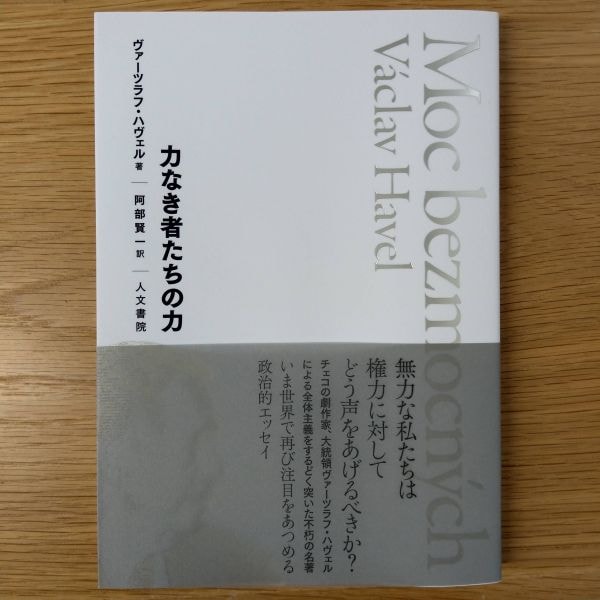 Moc bezmocných
Václav Havel
力なき者たちの力
ヴァーツラフ・ハヴェル 著
阿部賢一 訳
人文書院
無力な私たちは
権力に対して
どう声をあげるべきか?
チェコの劇作家、大統領ヴァーツラフ・ハヴェル
による全体主義をするどく突いた不朽の名著
いま世界で再び注目をあつめる
政治的エッセイ